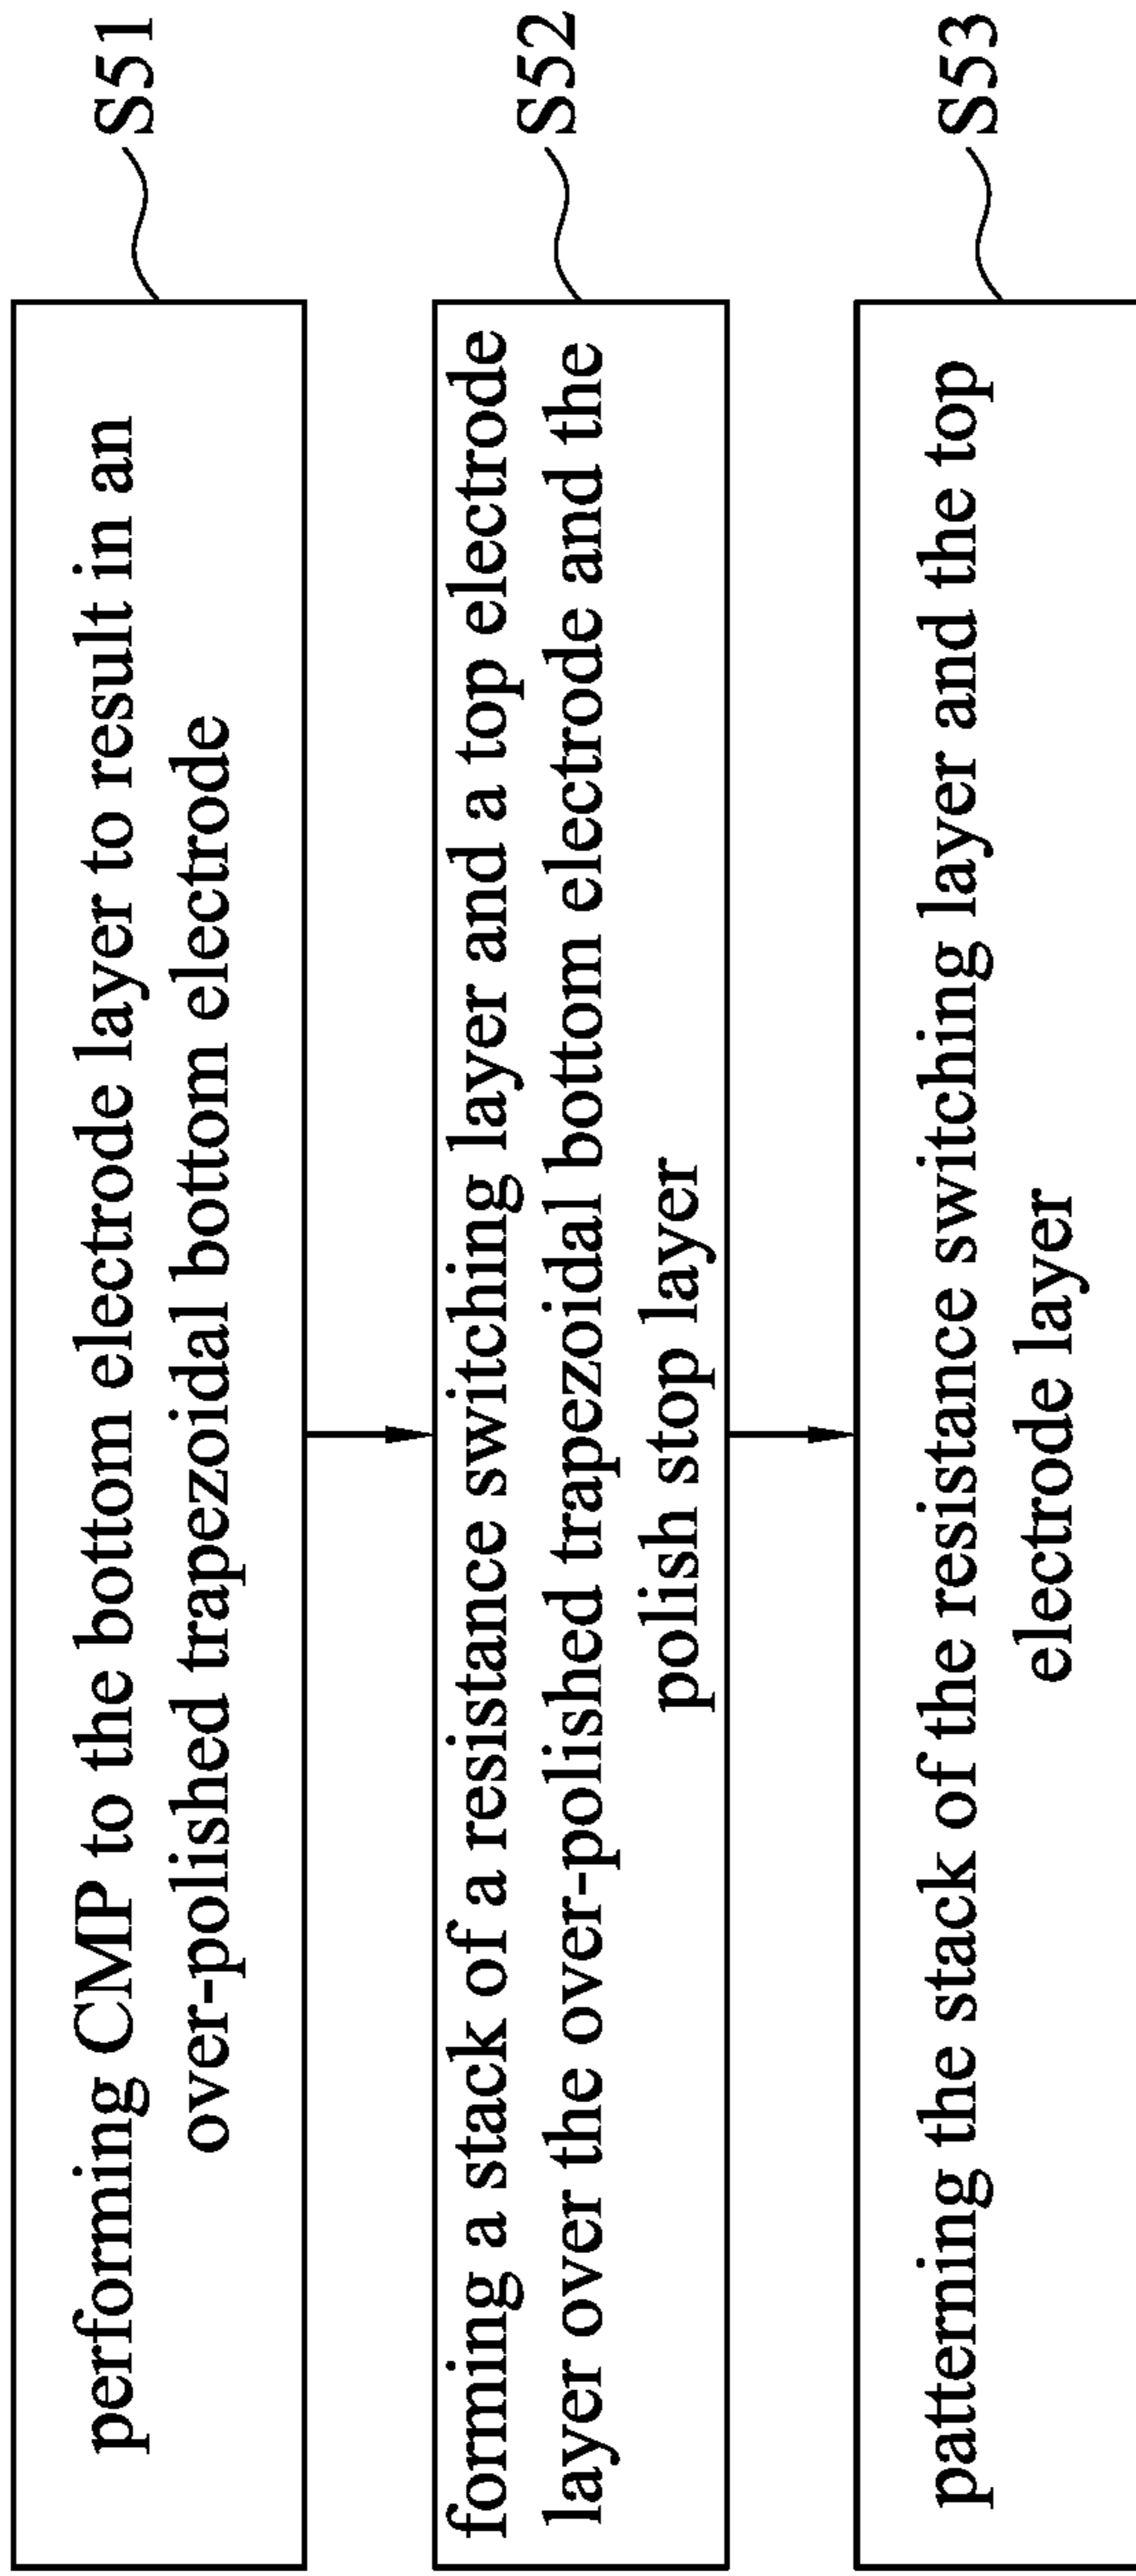 performing CMP to the bottom electrode layer to result in an
over-polished trapezoidal bottom electrode
S51
forming a stack of a resistance switching layer and a top electrode
layer over the over-polished trapezoidal bottom electrode and the
polish stop layer
S52
patterning the stack of the resistance switching layer and the top
electrode layer
S53